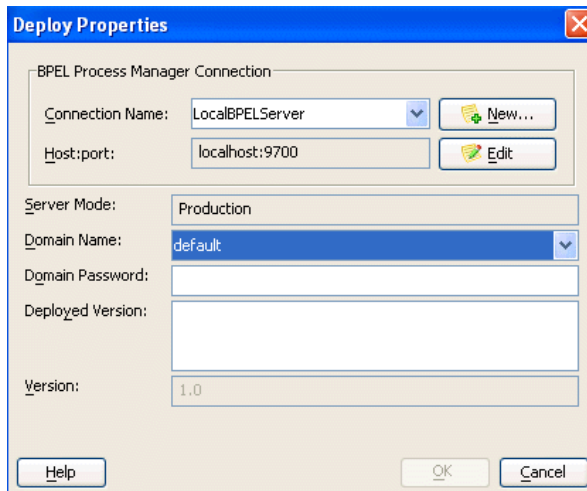 Deploy Properties
BPEL Process Manager Connection
Connection Name: LocalBPELServer New...
Host:port: localhost:9700 Edit
Server Mode: Production
Domain Name: default
Domain Password:
Deployed Version:
Version: 1.0
Help OK Cancel